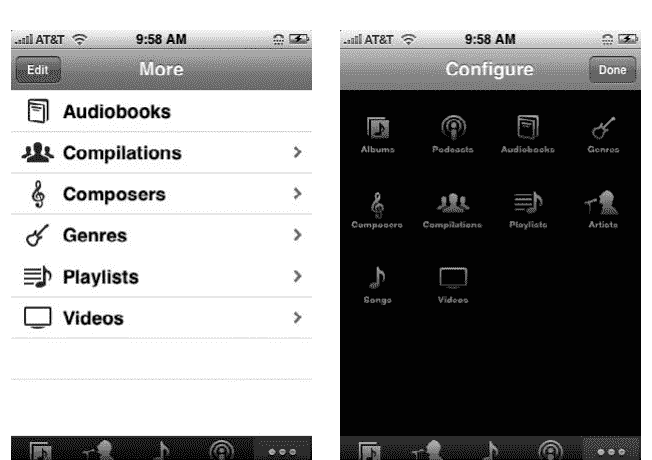 AT&T 9:58 AM
Edit More
Audiobooks
Compilations
Composers
Genres
Playlists
Videos
AT&T 9:58 AM
Configure Done
Albums Podcasts Audiobooks Genres
Composers Compilations Playlists Artists
Songs Videos